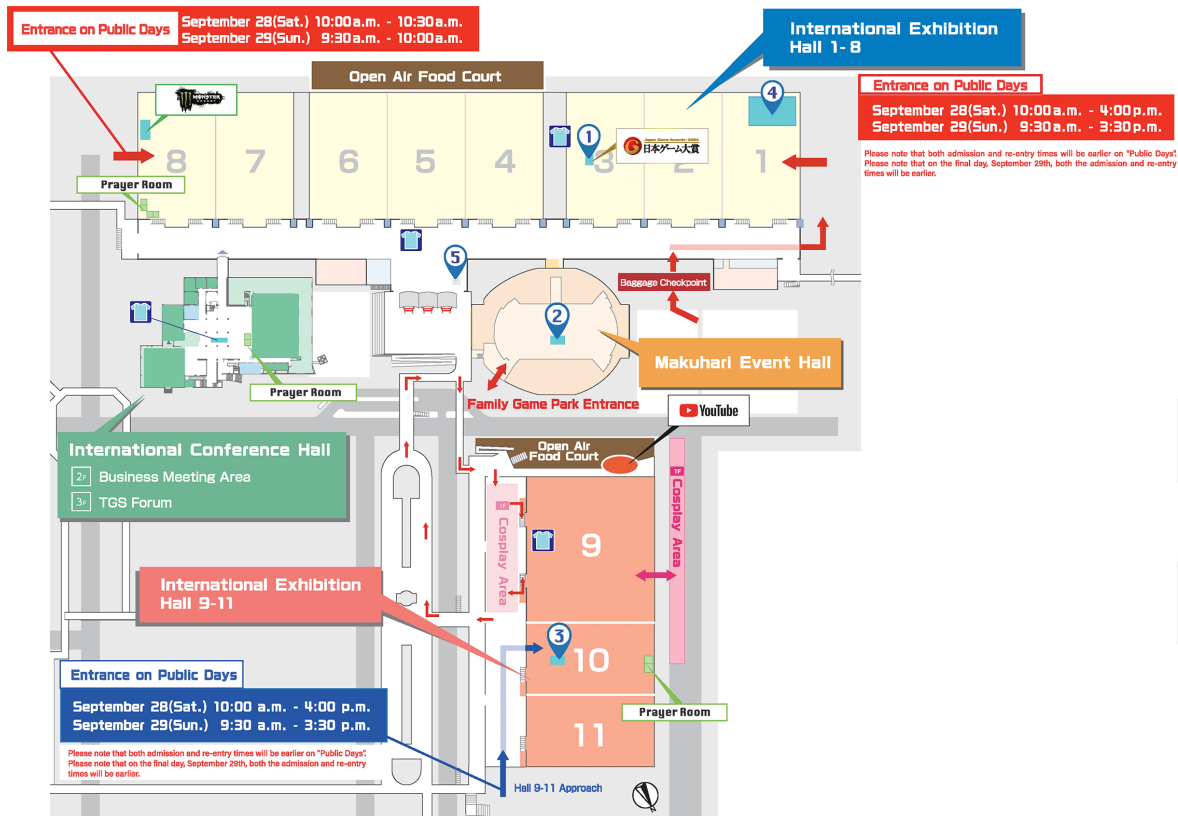 Entrance on Public Days
September 28(Sat.) 10:00a.m. - 10:30a.m.
September 29(Sun.) 9:30a.m. - 10:00a.m.
International Exhibition
Hall 1-8
Open Air Food Court
Entrance on Public Days
September 28(Sat.) 10:00a.m. - 4:00p.m.
September 29(Sun.) 9:30a.m. - 3:30p.m.
Please note that both admission and re-entry times will be earlier on "Public Days".
Please note that on the final day, September 29th, both the admission and re-entry
times will be earlier.
MONSTER
4
1
日本ゲーム大賞
8
7
6
5
4
3
2
1
Prayer Room
5
Baggage Checkpoint
2
Makuhari Event Hall
Prayer Room
Family Game Park Entrance
YouTube
International Conference Hall
2F Business Meeting Area
3F TGS Forum
Open Air
Food Court
1F Cosplay Area
1F Cosplay Area
9
International Exhibition
Hall 9-11
3
10
Entrance on Public Days
September 28(Sat.) 10:00 a.m. - 4:00 p.m.
September 29(Sun.) 9:30 a.m. - 3:30 p.m.
Prayer Room
11
Please note that both admission and re-entry times will be earlier on "Public Days".
Please note that on the final day, September 29th, both the admission and re-entry
times will be earlier.
Hall 9-11 Approach